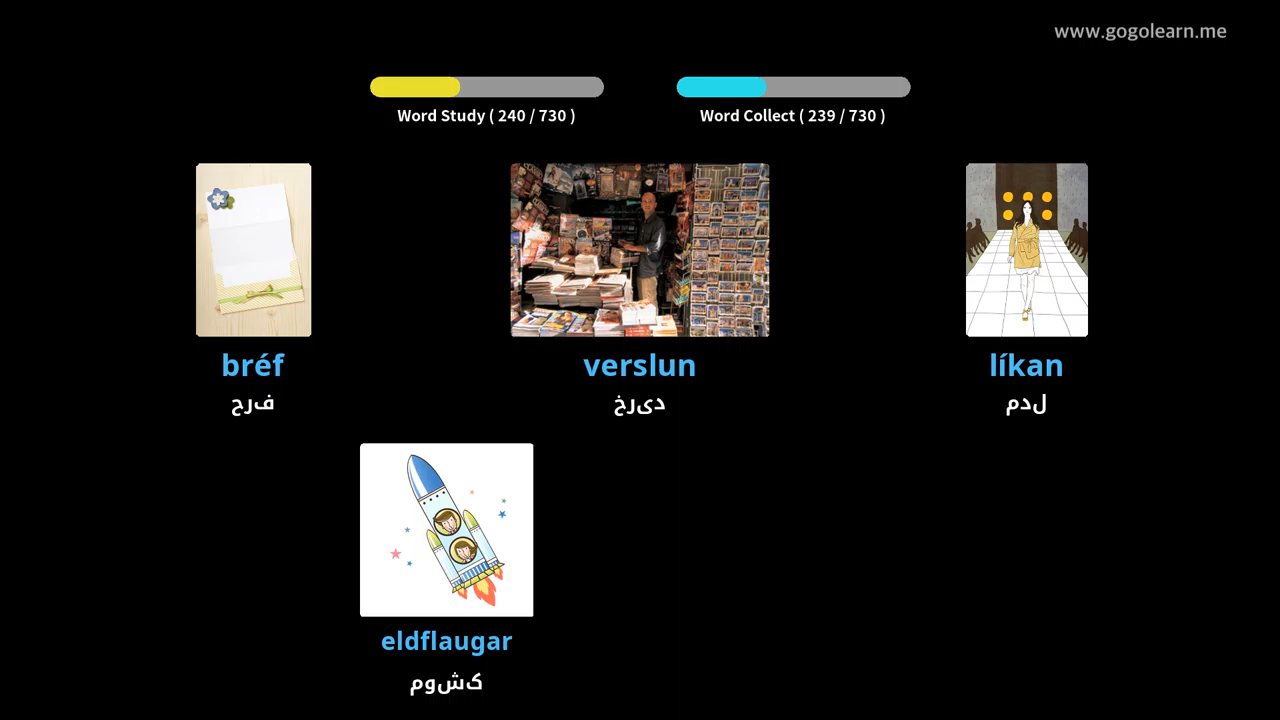 www.gogolearn.me
Word Study ( 240 / 730 )
Word Collect ( 239 / 730 )
bréf
فرح
verslun
دیرخ
líkan
لدم
eldflaugar
کشوم